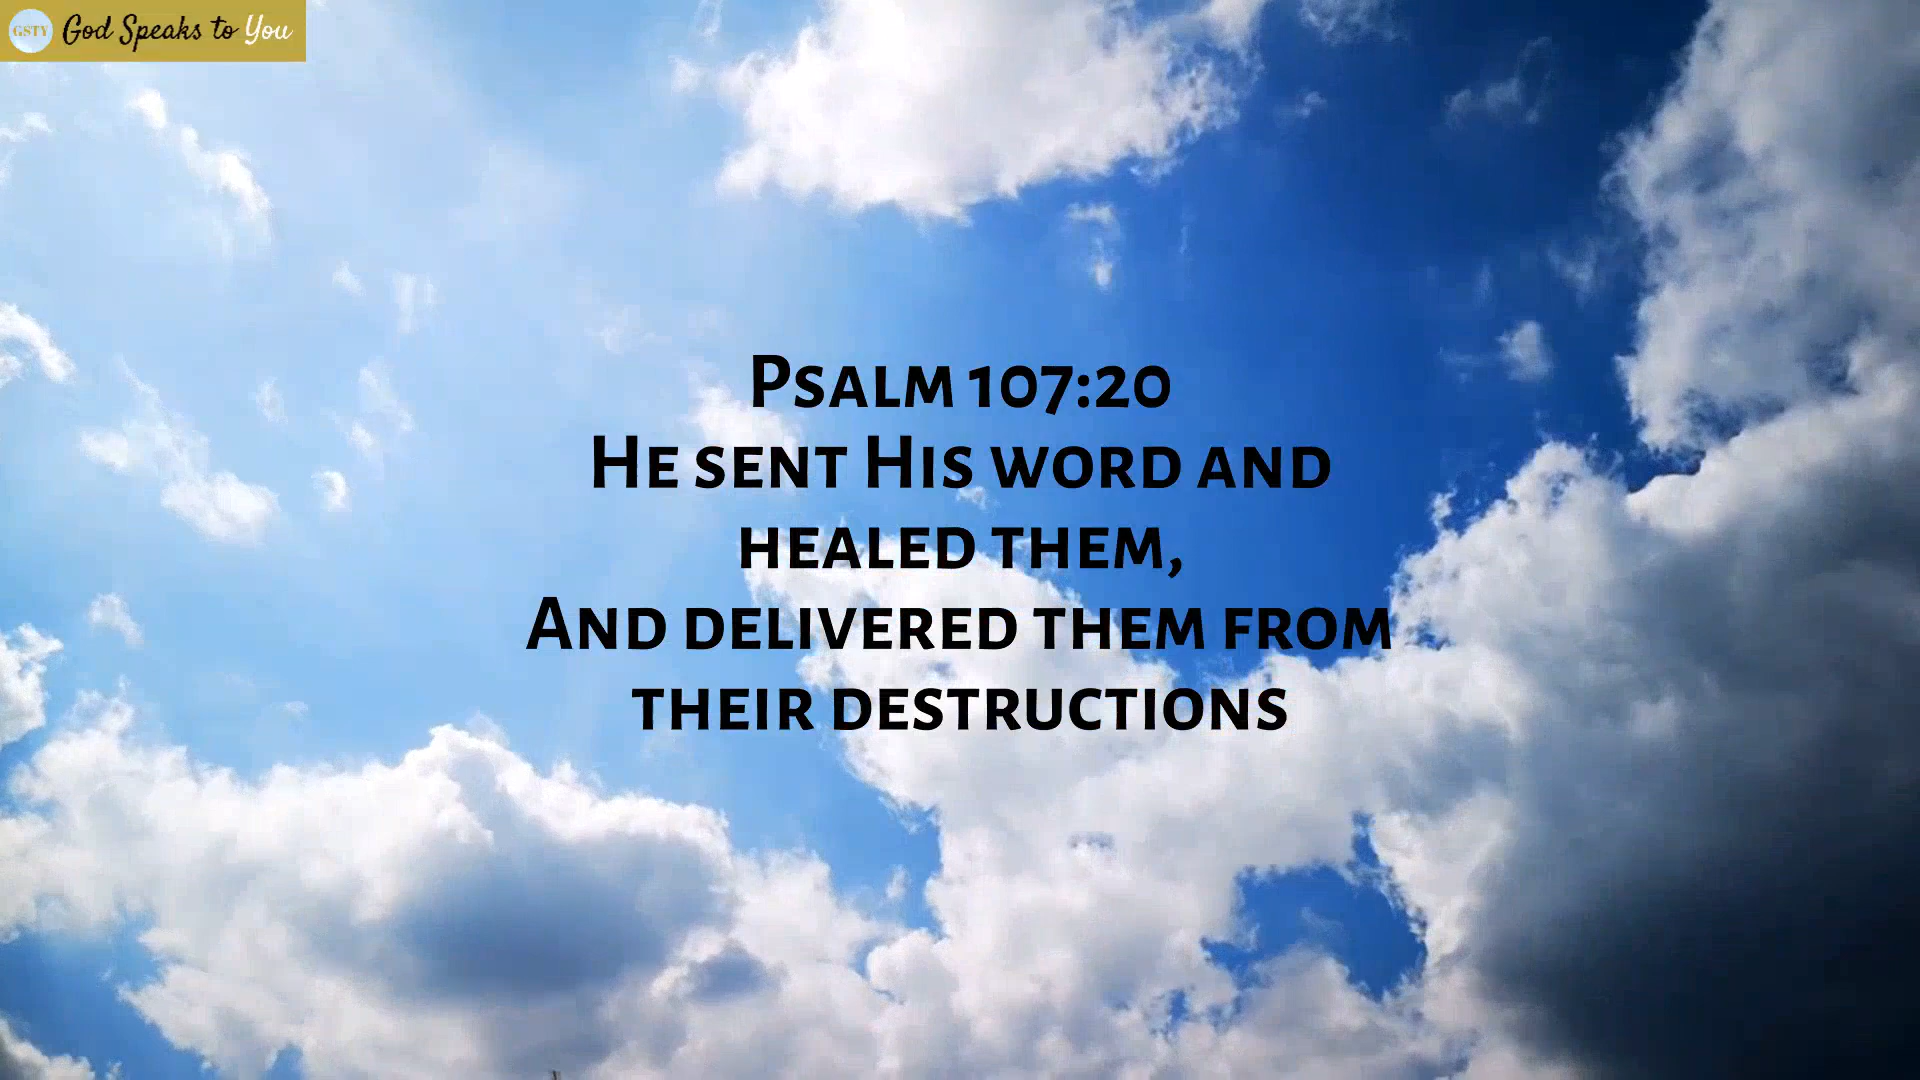 GSTY God Speaks to You
Psalm 107:20
He sent His word and
healed them,
And delivered them from
their destructions